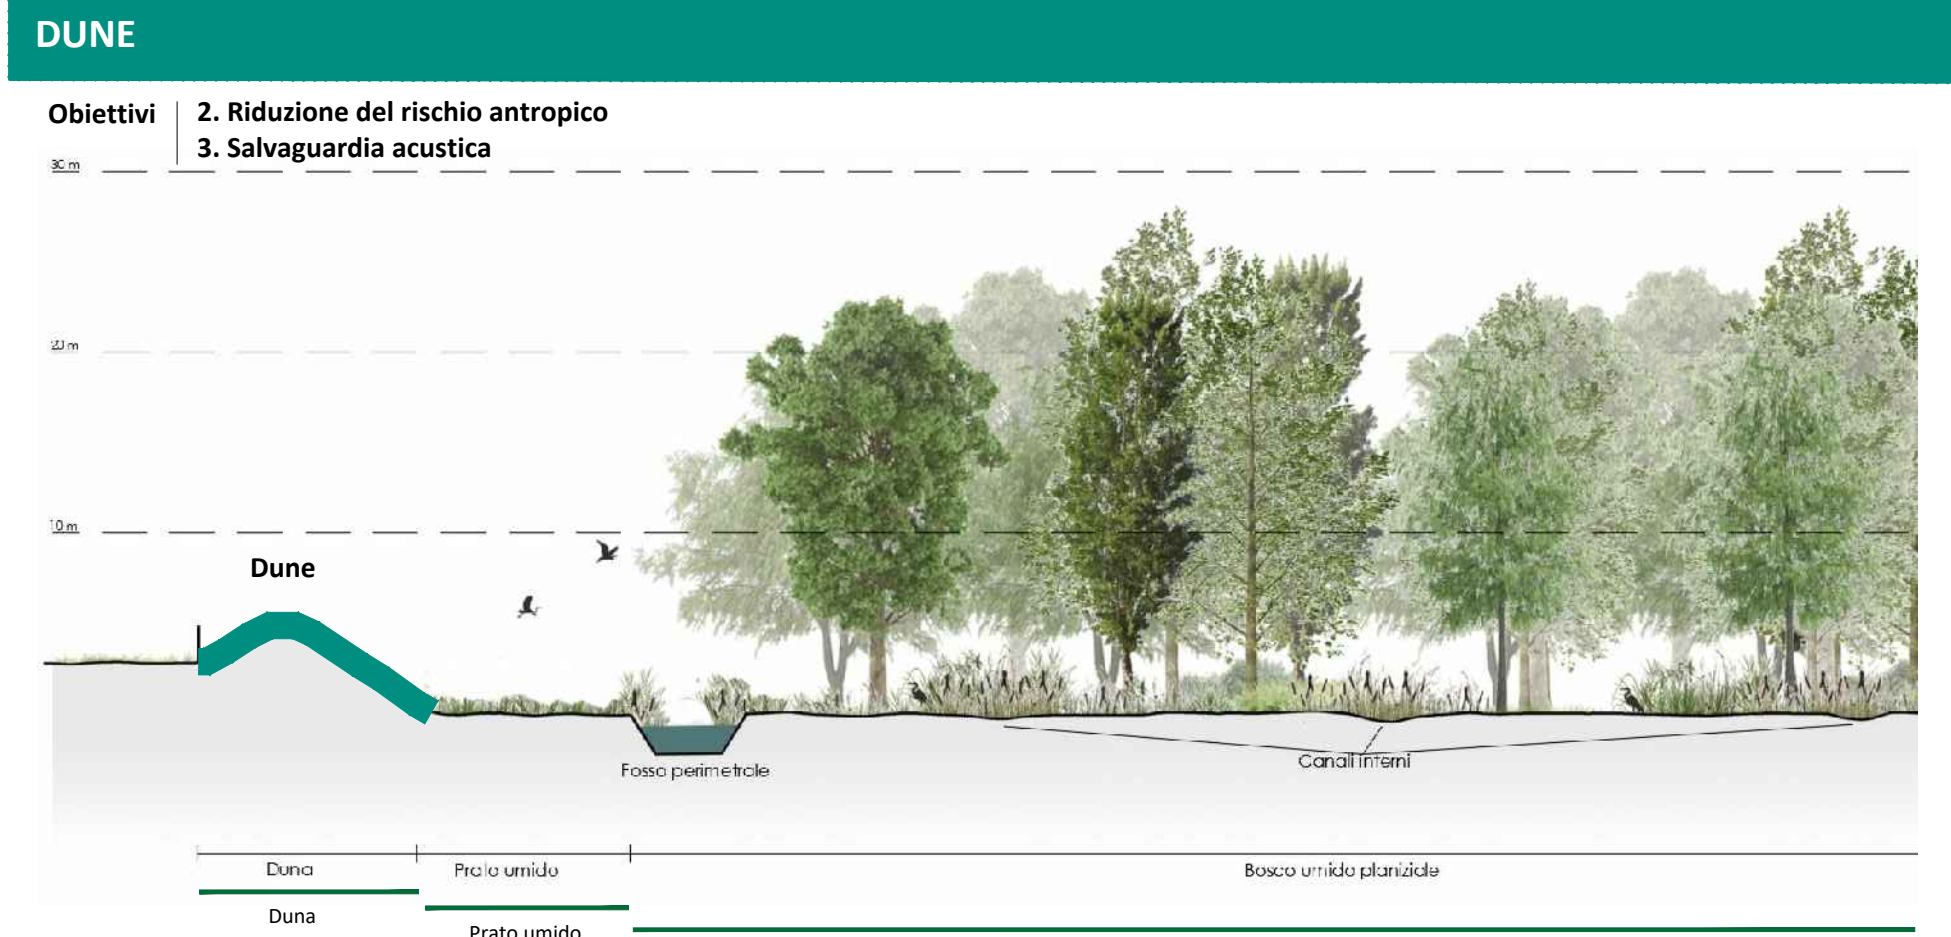 DUNE
Obiettivi
2. Riduzione del rischio antropico
3. Salvaguardia acustica
30 m
20 m
10 m
Dune
Fosso perimetrale
Canali interni
Duna
Prato umido
Bosco umido planiziale
Duna
Prato umido